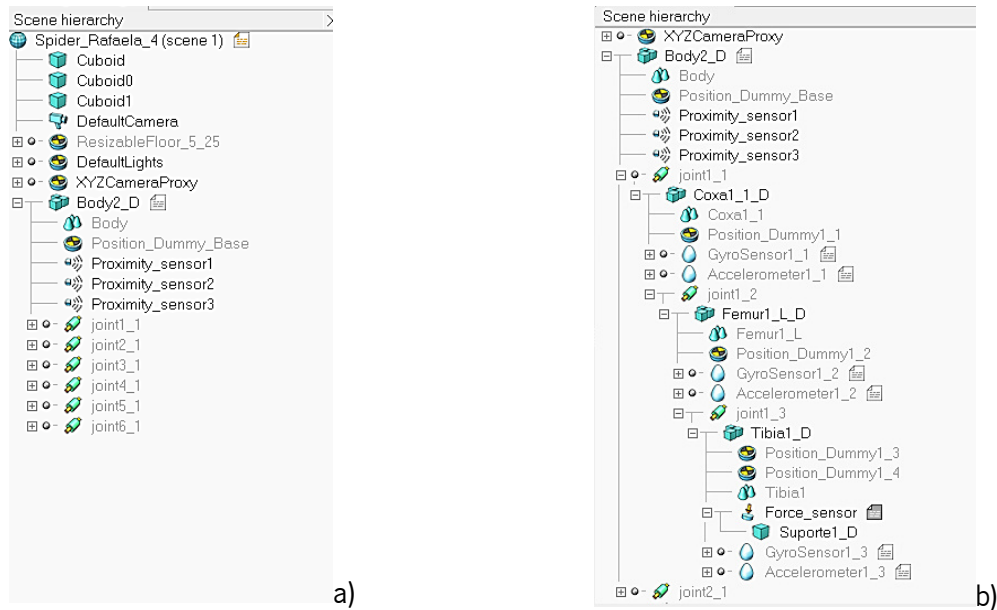 Scene hierarchy
Spider_Rafaela_4 (scene 1)
Cuboid
Cuboid0
Cuboid1
DefaultCamera
ResizableFloor_5_25
DefaultLights
XYZCameraProxy
Body2_D
Body
Position_Dummy_Base
Proximity_sensor1
Proximity_sensor2
Proximity_sensor3
joint1_1
joint2_1
joint3_1
joint4_1
joint5_1
joint6_1
a)
Scene hierarchy
XYZCameraProxy
Body2_D
Body
Position_Dummy_Base
Proximity_sensor1
Proximity_sensor2
Proximity_sensor3
joint1_1
Coxa1_1_D
Coxa1_1
Position_Dummy1_1
GyroSensor1_1
Accelerometer1_1
joint1_2
Femur1_L_D
Femur1_L
Position_Dummy1_2
GyroSensor1_2
Accelerometer1_2
joint1_3
Tibia1_D
Position_Dummy1_3
Position_Dummy1_4
Tibia1
Force_sensor
Suporte1_D
GyroSensor1_3
Accelerometer1_3
joint2_1
b)